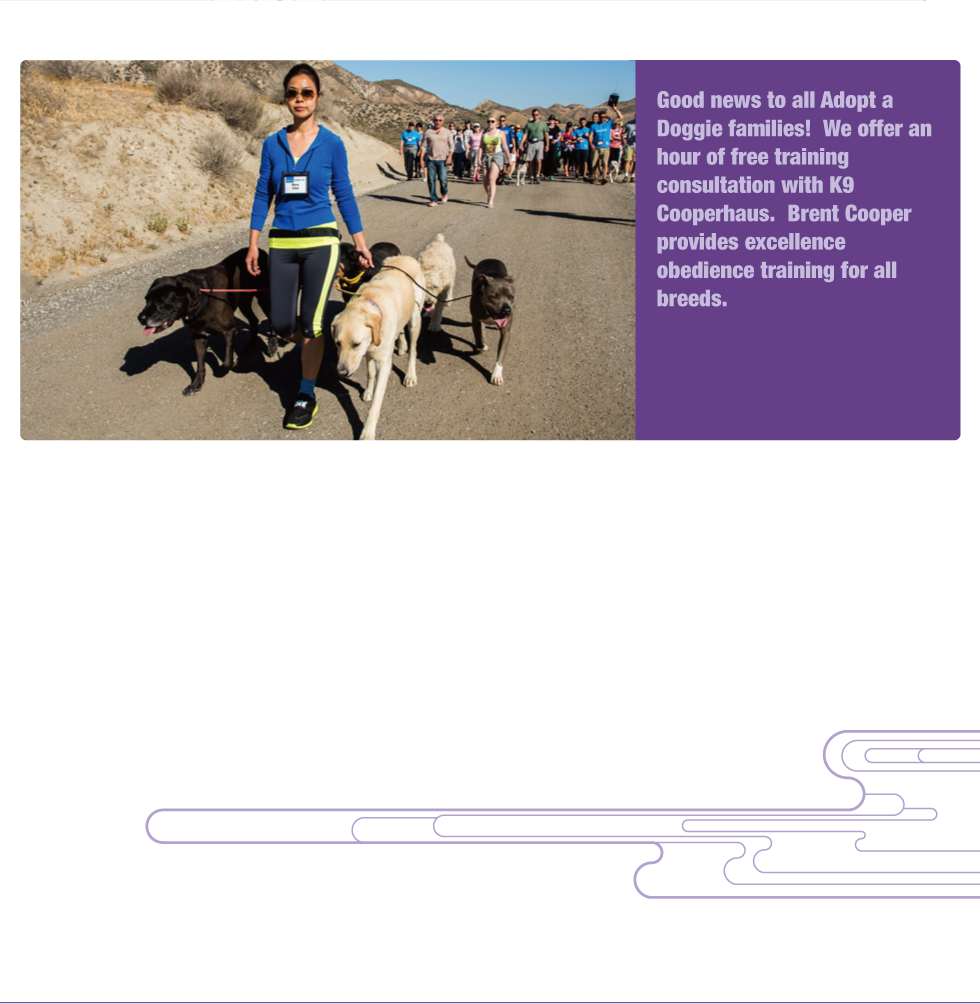 Good news to all Adopt a
Doggie families!  We offer an
hour of free training
consultation with K9
Cooperhaus.  Brent Cooper
provides excellence
obedience training for all
breeds.